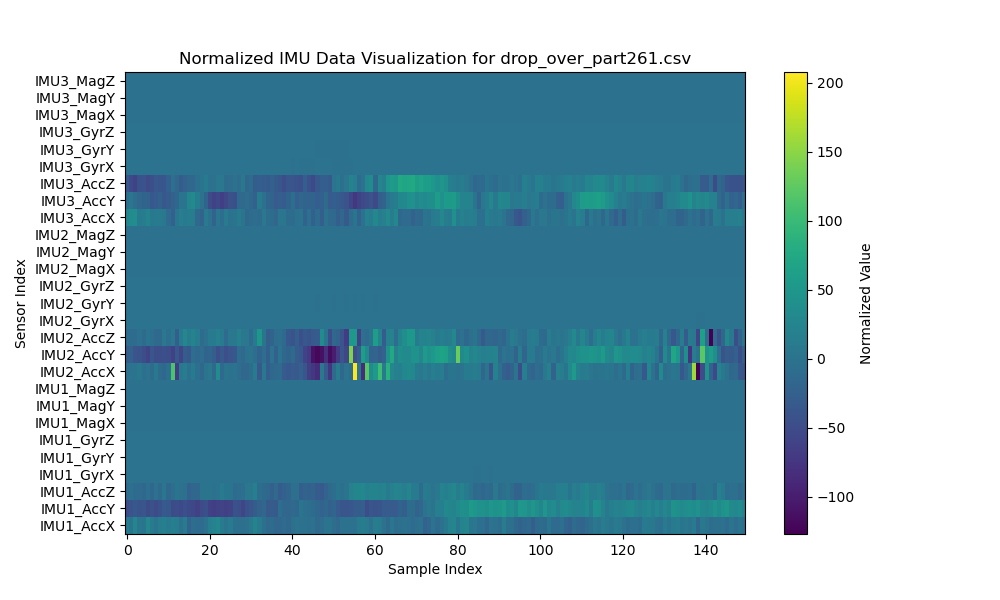 Normalized IMU Data Visualization for drop_over_part261.csv
IMU3_MagZ
IMU3_MagY
IMU3_MagX
IMU3_GyrZ
IMU3_GyrY
IMU3_GyrX
IMU3_AccZ
IMU3_AccY
IMU3_AccX
IMU2_MagZ
IMU2_MagY
IMU2_MagX
IMU2_GyrZ
IMU2_GyrY
IMU2_GyrX
IMU2_AccZ
IMU2_AccY
IMU2_AccX
IMU1_MagZ
IMU1_MagY
IMU1_MagX
IMU1_GyrZ
IMU1_GyrY
IMU1_GyrX
IMU1_AccZ
IMU1_AccY
IMU1_AccX
Sensor Index
0 20 40 60 80 100 120 140
Sample Index
200
150
100
50
0
−50
−100
Normalized Value